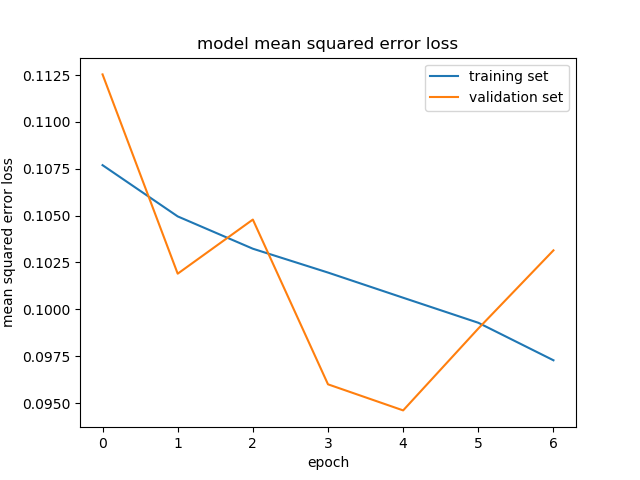 model mean squared error loss
training set
validation set
0.1125
0.1100
0.1075
0.1050
0.1025
0.1000
0.0975
0.0950
mean squared error loss
0 1 2 3 4 5 6
epoch